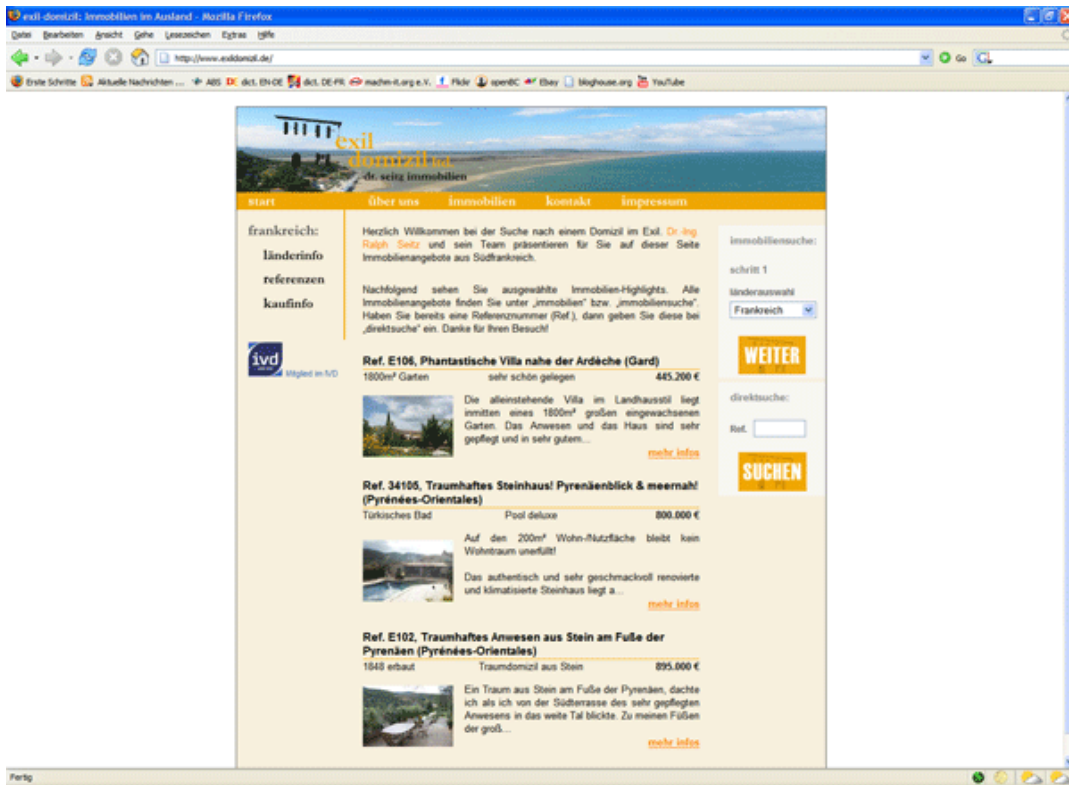 exil-domizil: Immobilien im Ausland - Mozilla Firefox
Datei Bearbeiten Ansicht Gehe Lesezeichen Extras Hilfe
http://www.exildomizil.de/
Go
Erste Schritte Aktuelle Nachrichten ... ABS dict. EN-DE dict. DE-FR machm-it.org e.V. Flickr openBC Ebay bloghouse.org YouTube
exil
domizil ltd.
dr. seitz immobilien
start über uns immobilien kontakt impressum
frankreich:
länderinfo
referenzen
kaufinfo
ivd
Mitglied im IVD
Herzlich Willkommen bei der Suche nach einem Domizil im Exil. Dr.-Ing
Ralph Seitz und sein Team präsentieren für Sie auf dieser Seite
Immobilienangebote aus Südfrankreich.
Nachfolgend sehen Sie ausgewählte Immobilien-Highlights. Alle
Immobilienangebote finden Sie unter „immobilien" bzw. „immobiliensuche".
Haben Sie bereits eine Referenznummer (Ref.), dann geben Sie diese bei
„direktsuche" ein. Danke für Ihren Besuch!
Ref. E106, Phantastische Villa nahe der Ardèche (Gard)
1800m² Garten sehr schön gelegen 445.200 €
Die alleinstehende Villa im Landhausstil liegt
inmitten eines 1800m² großen eingewachsenen
Garten. Das Anwesen und das Haus sind sehr
gepflegt und in sehr gutem...
mehr infos
Ref. 34105, Traumhaftes Steinhaus! Pyrenäenblick & meernah!
(Pyrénées-Orientales)
Türkisches Bad Pool deluxe 800.000 €
Auf den 200m² Wohn-/Nutzfläche bleibt kein
Wohntraum unerfüllt!
Das authentisch und sehr geschmackvoll renovierte
und klimatisierte Steinhaus liegt a...
mehr infos
Ref. E102, Traumhaftes Anwesen aus Stein am Fuße der
Pyrenäen (Pyrénées-Orientales)
1848 erbaut Traumdomizil aus Stein 895.000 €
Ein Traum aus Stein am Fuße der Pyrenäen, dachte
ich als ich von der Südterrasse des sehr gepflegten
Anwesens in das weite Tal blickte. Zu meinen Füßen
der groß...
mehr infos
immobiliensuche:
schritt 1
länderauswahl
Frankreich
WEITER
direktsuche:
Ref.
SUCHEN
Fertig